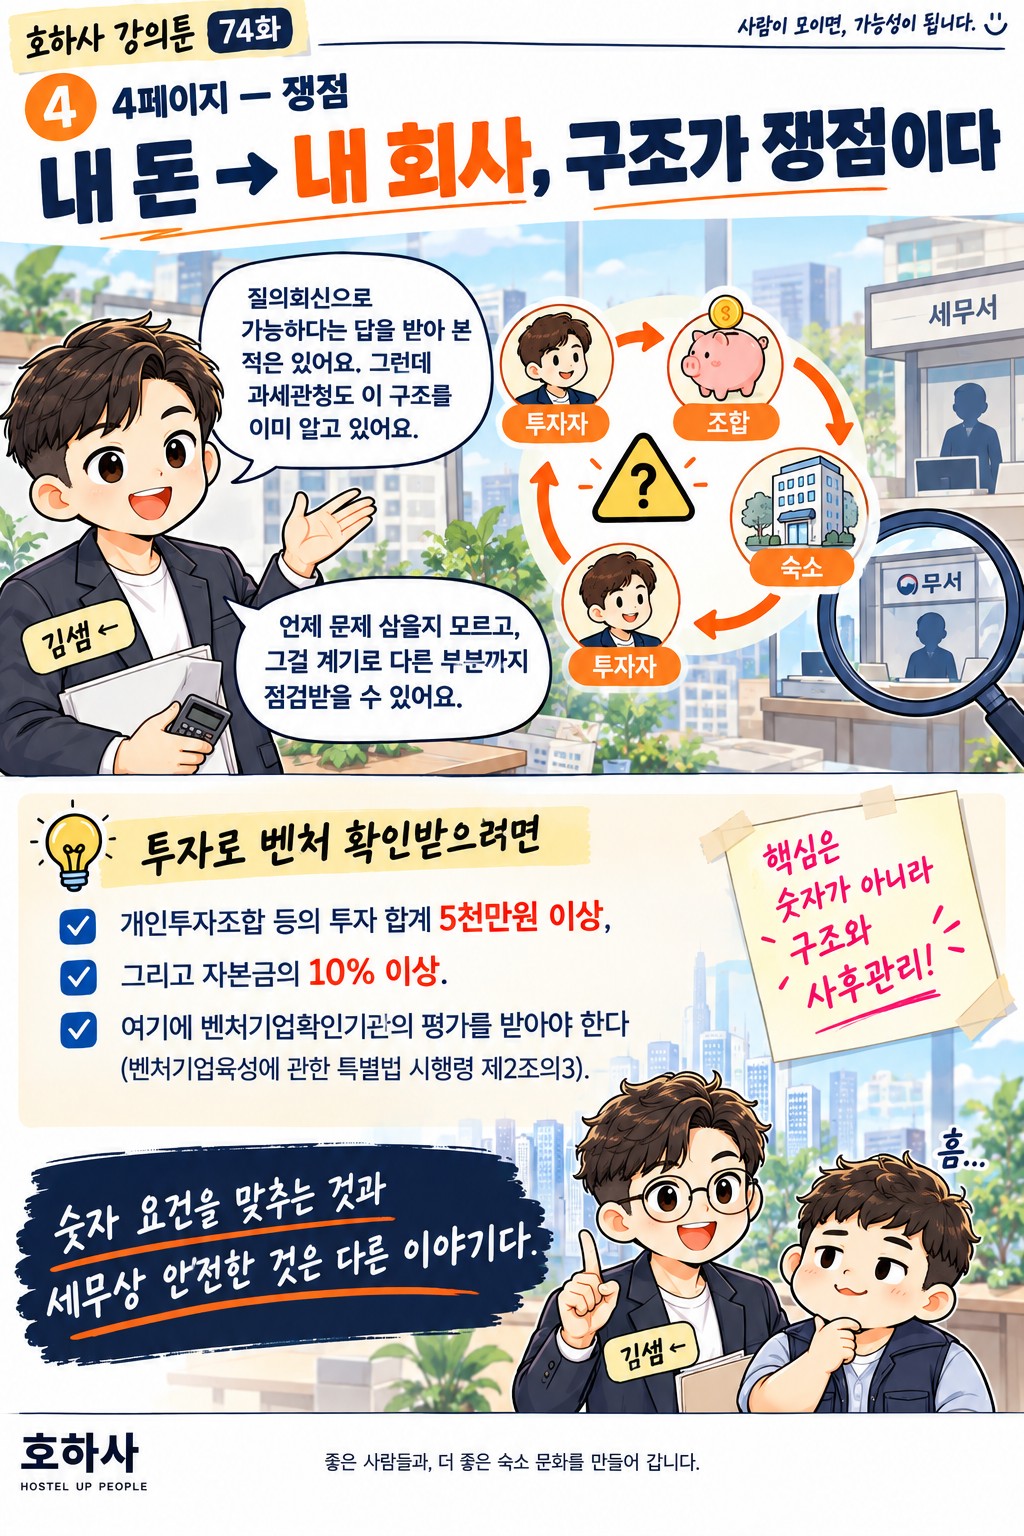 호하사 강의툰 74화
사람이 모이면, 가능성이 됩니다.
4 4페이지 — 쟁점
내 돈 → 내 회사, 구조가 쟁점이다
질의회신으로
가능하다는 답을 받아 본
적은 있어요. 그런데
과세관청도 이 구조를
이미 알고 있어요.
투자자
조합
숙소
투자자
?
세무서
무서
김쌤 ←
언제 문제 삼을지 모르고,
그걸 계기로 다른 부분까지
점검받을 수 있어요.
투자로 벤처 확인받으려면
개인투자조합 등의 투자 합계 5천만원 이상,
그리고 자본금의 10% 이상.
여기에 벤처기업확인기관의 평가를 받아야 한다
(벤처기업육성에 관한 특별법 시행령 제2조의3).
핵심은
숫자가 아니라
구조와
사후관리!
숫자 요건을 맞추는 것과
세무상 안전한 것은 다른 이야기다.
흠...
김쌤 ←
호하사
HOSTEL UP PEOPLE
좋은 사람들과, 더 좋은 숙소 문화를 만들어 갑니다.